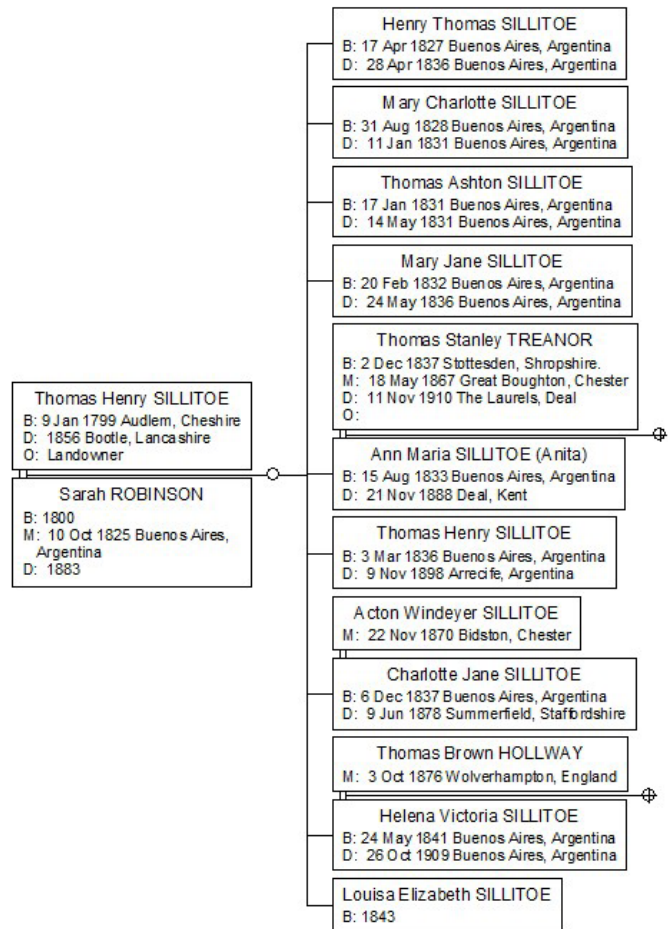 Henry Thomas SILLITOE
B: 17 Apr 1827 Buenos Aires, Argentina
D: 28 Apr 1836 Buenos Aires, Argentina
Mary Charlotte SILLITOE
B: 31 Aug 1828 Buenos Aires, Argentina
D: 11 Jan 1831 Buenos Aires, Argentina
Thomas Ashton SILLITOE
B: 17 Jan 1831 Buenos Aires, Argentina
D: 14 May 1831 Buenos Aires, Argentina
Mary Jane SILLITOE
B: 20 Feb 1832 Buenos Aires, Argentina
D: 24 May 1836 Buenos Aires, Argentina
Thomas Stanley TREANOR
B: 2 Dec 1837 Stottesden, Shropshire.
M: 18 May 1867 Great Boughton, Chester
D: 11 Nov 1910 The Laurels, Deal
O:
Thomas Henry SILLITOE
B: 9 Jan 1799 Audlem, Cheshire
D: 1856 Bootle, Lancashire
O: Landowner
Sarah ROBINSON
B: 1800
M: 10 Oct 1825 Buenos Aires,
Argentina
D: 1883
Ann Maria SILLITOE (Anita)
B: 15 Aug 1833 Buenos Aires, Argentina
D: 21 Nov 1888 Deal, Kent
Thomas Henry SILLITOE
B: 3 Mar 1836 Buenos Aires, Argentina
D: 9 Nov 1898 Arrecife, Argentina
Acton Windeyer SILLITOE
M: 22 Nov 1870 Bidston, Chester
Charlotte Jane SILLITOE
B: 6 Dec 1837 Buenos Aires, Argentina
D: 9 Jun 1878 Summerfield, Staffordshire
Thomas Brown HOLLWAY
M: 3 Oct 1876 Wolverhampton, England
Helena Victoria SILLITOE
B: 24 May 1841 Buenos Aires, Argentina
D: 26 Oct 1909 Buenos Aires, Argentina
Louisa Elizabeth SILLITOE
B: 1843